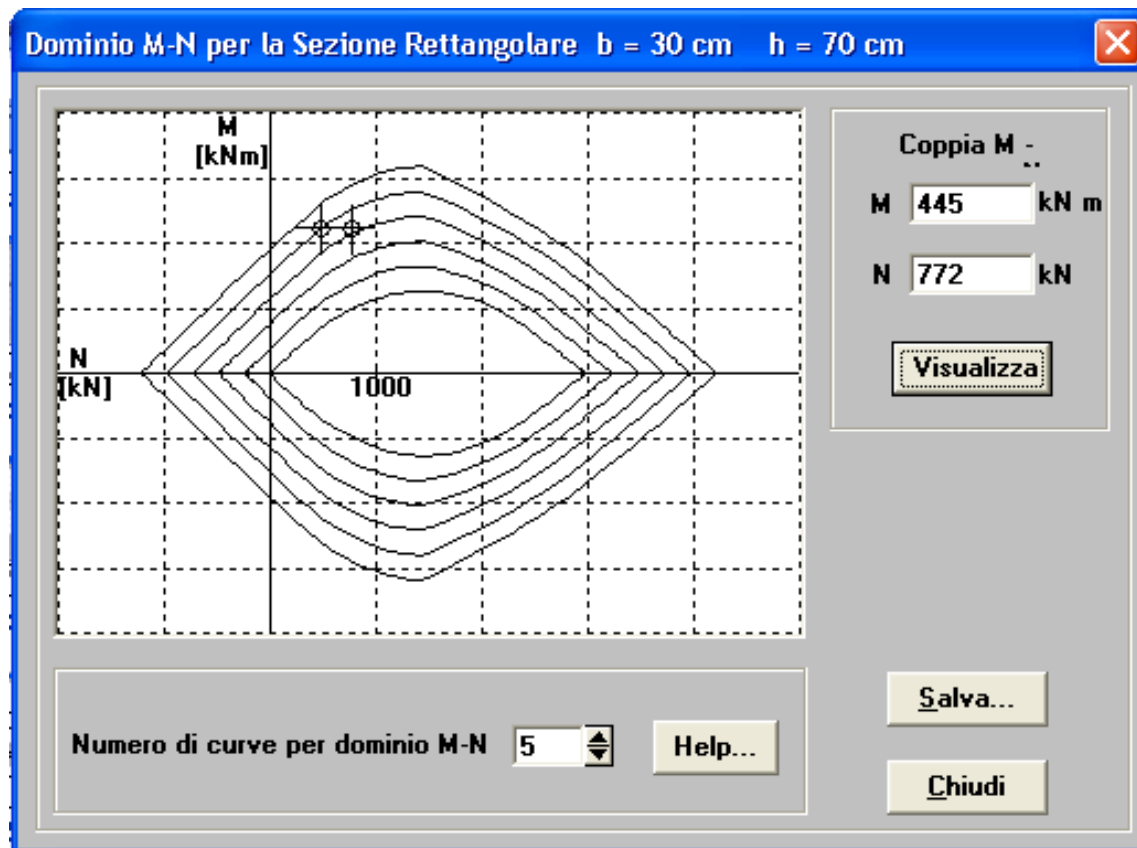 Dominio M-N per la Sezione Rettangolare b = 30 cm h = 70 cm
M
[kNm]
N
[kN]
1000
Coppia M -
M 445 kN m
N 772 kN
Visualizza
Numero di curve per dominio M-N 5 Help...
Salva...
Chiudi